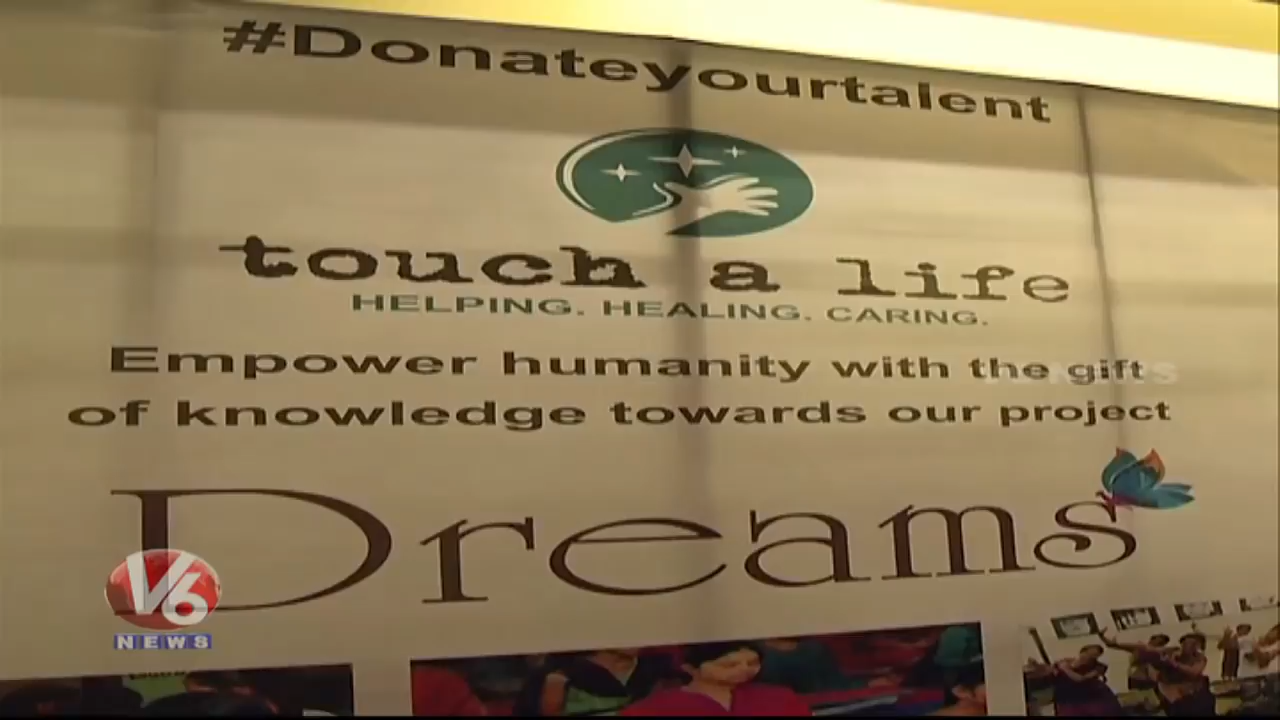 #Donateyourtalent
touch a life
HELPING. HEALING. CARING.
Empower humanity with the gift
of knowledge towards our project
Dreams
V6
NEWS